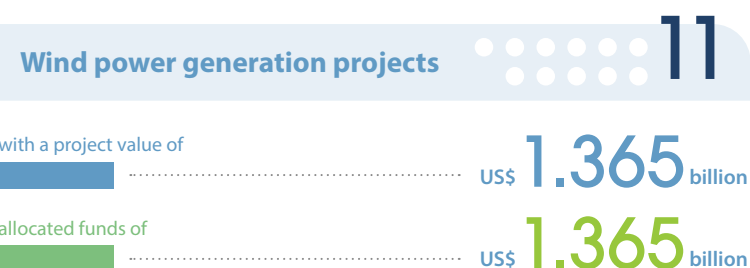 Wind power generation projects 11
with a project value of
US$ 1.365 billion
allocated funds of
US$ 1.365 billion